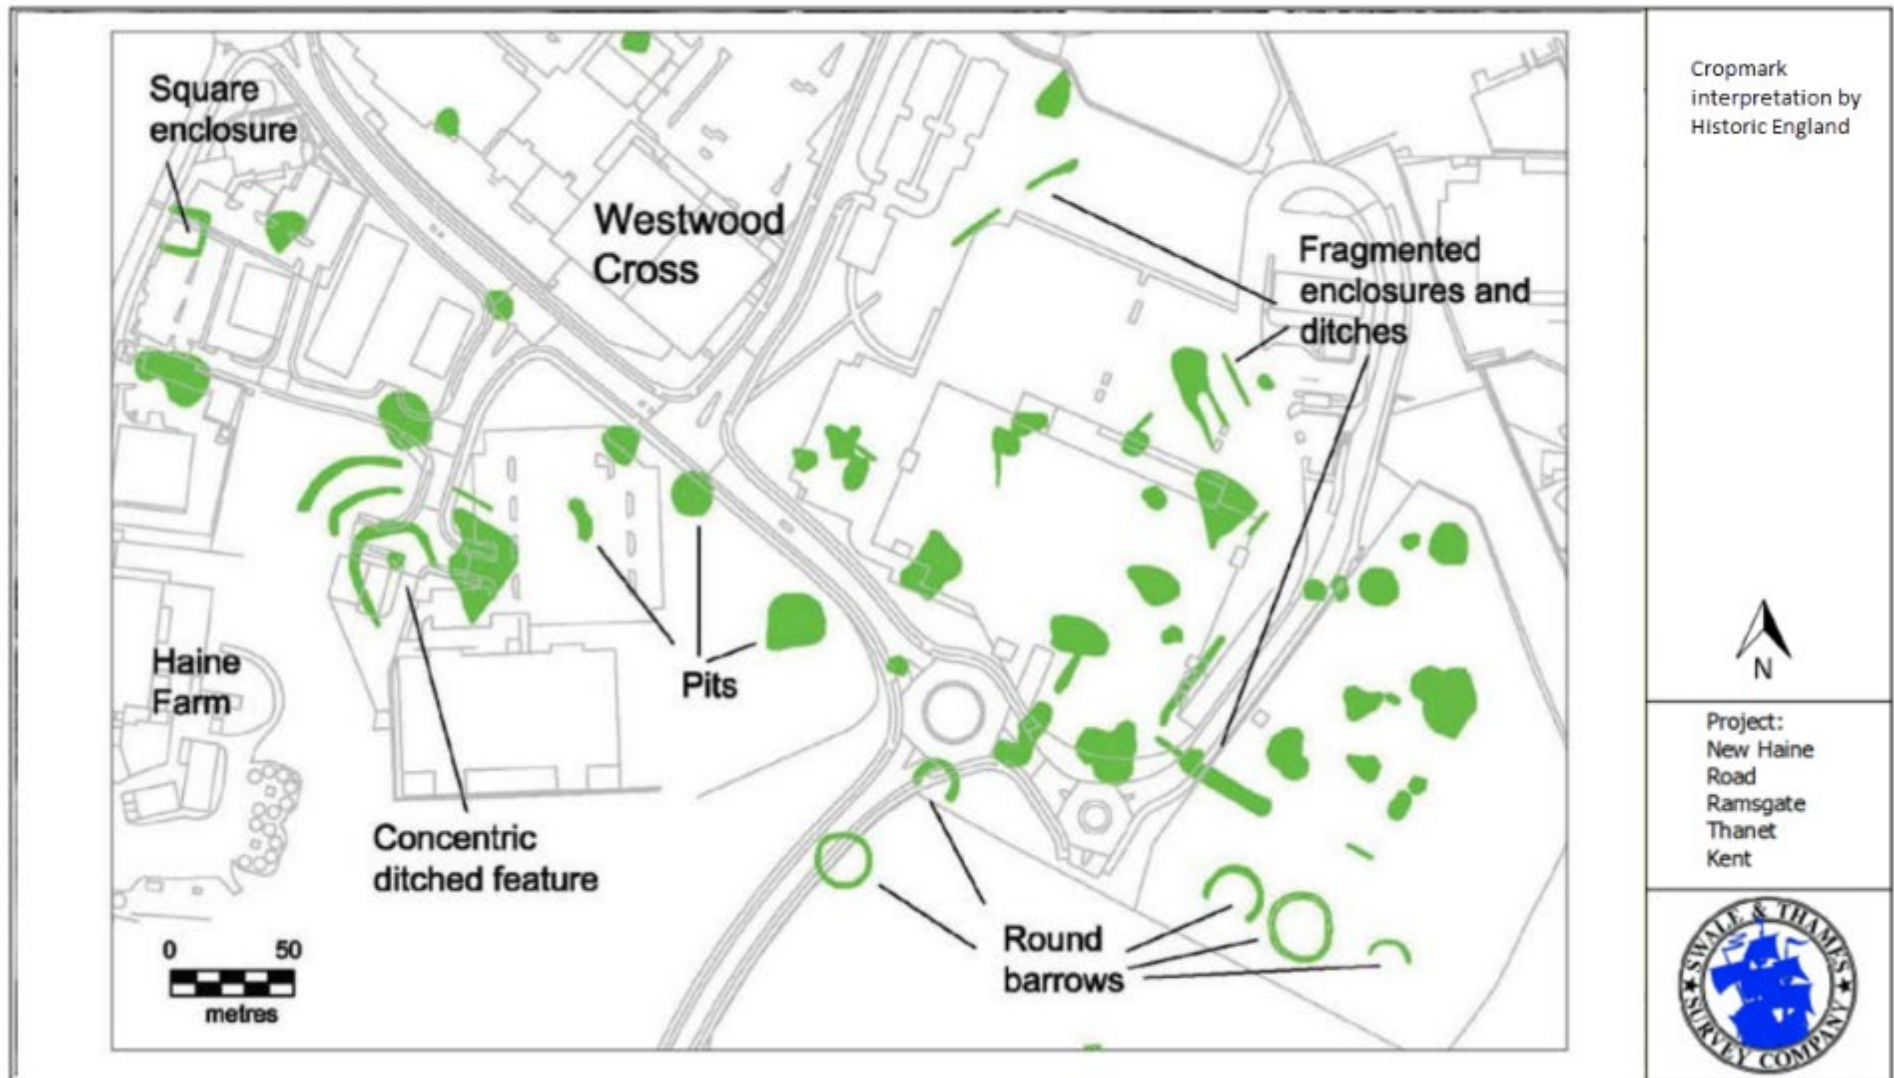 Square
enclosure
Westwood
Cross
Fragmented
enclosures and
ditches
Haine
Farm
Pits
Concentric
ditched feature
Round
barrows
0 50
metres
Cropmark
interpretation by
Historic England
N
Project:
New Haine
Road
Ramsgate
Thanet
Kent
SWALE & THAMES
SURVEY COMPANY